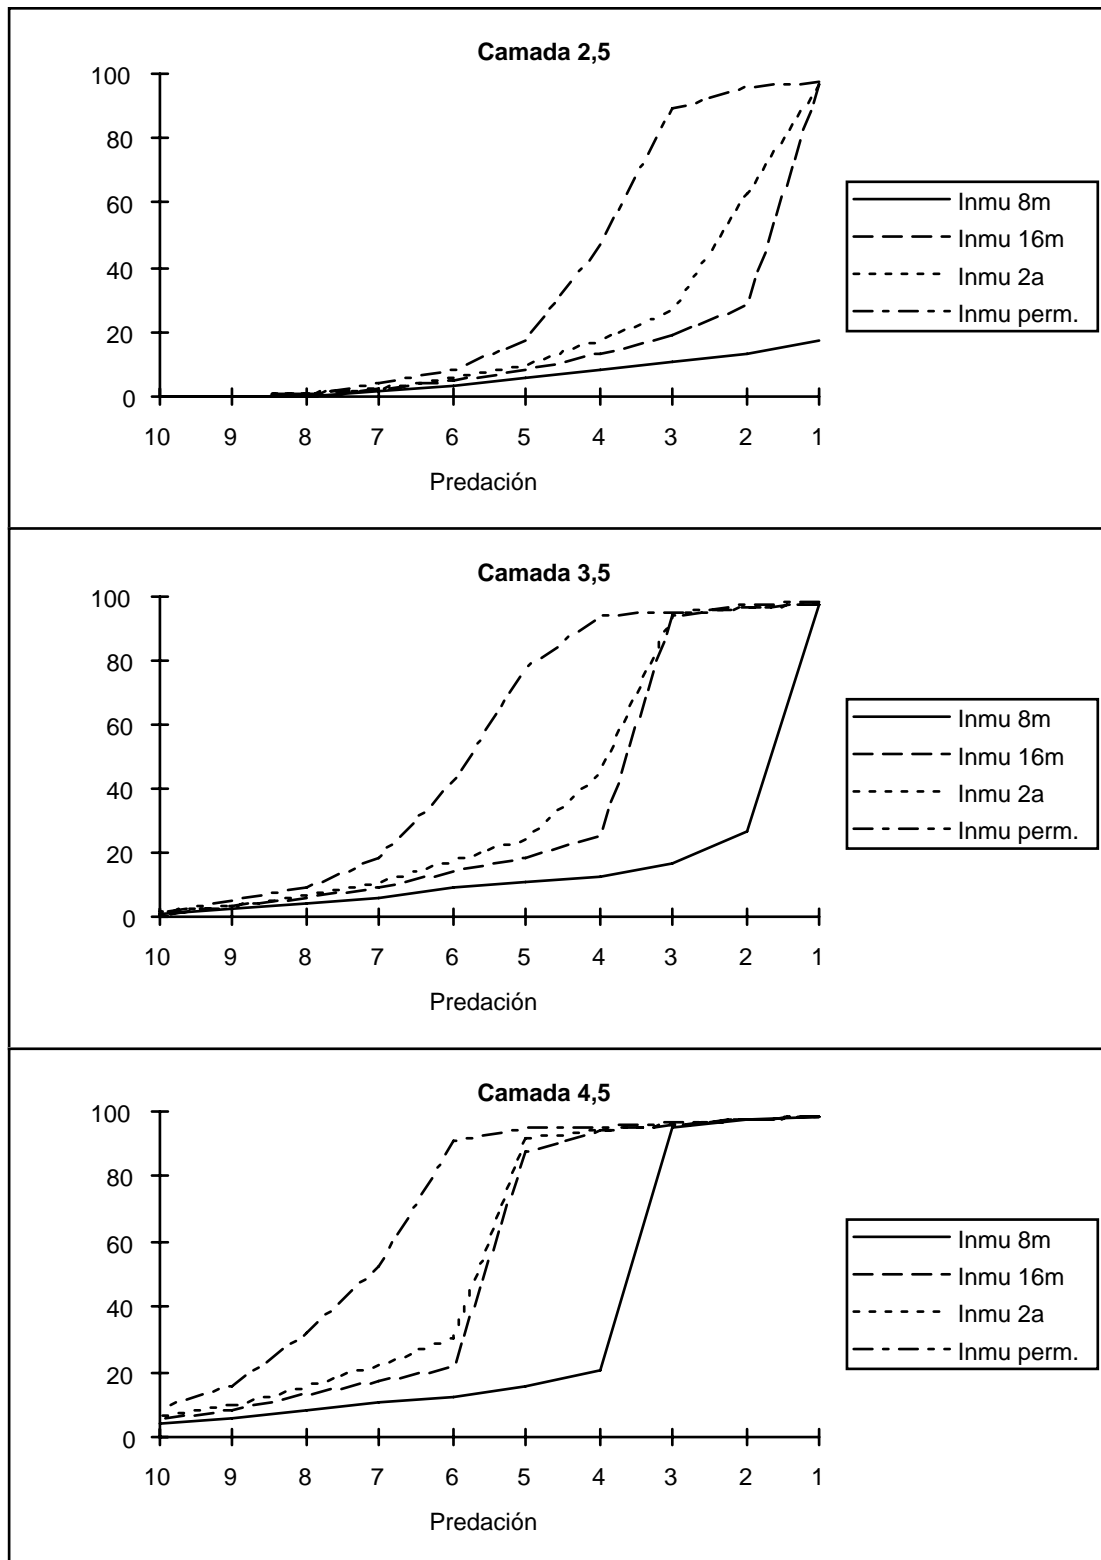 Camada 2,5
100
80
60
40
20
0
10 9 8 7 6 5 4 3 2 1
Predación
Inmu 8m
Inmu 16m
Inmu 2a
Inmu perm.
Camada 3,5
100
80
60
40
20
0
10 9 8 7 6 5 4 3 2 1
Predación
Inmu 8m
Inmu 16m
Inmu 2a
Inmu perm.
Camada 4,5
100
80
60
40
20
0
10 9 8 7 6 5 4 3 2 1
Predación
Inmu 8m
Inmu 16m
Inmu 2a
Inmu perm.